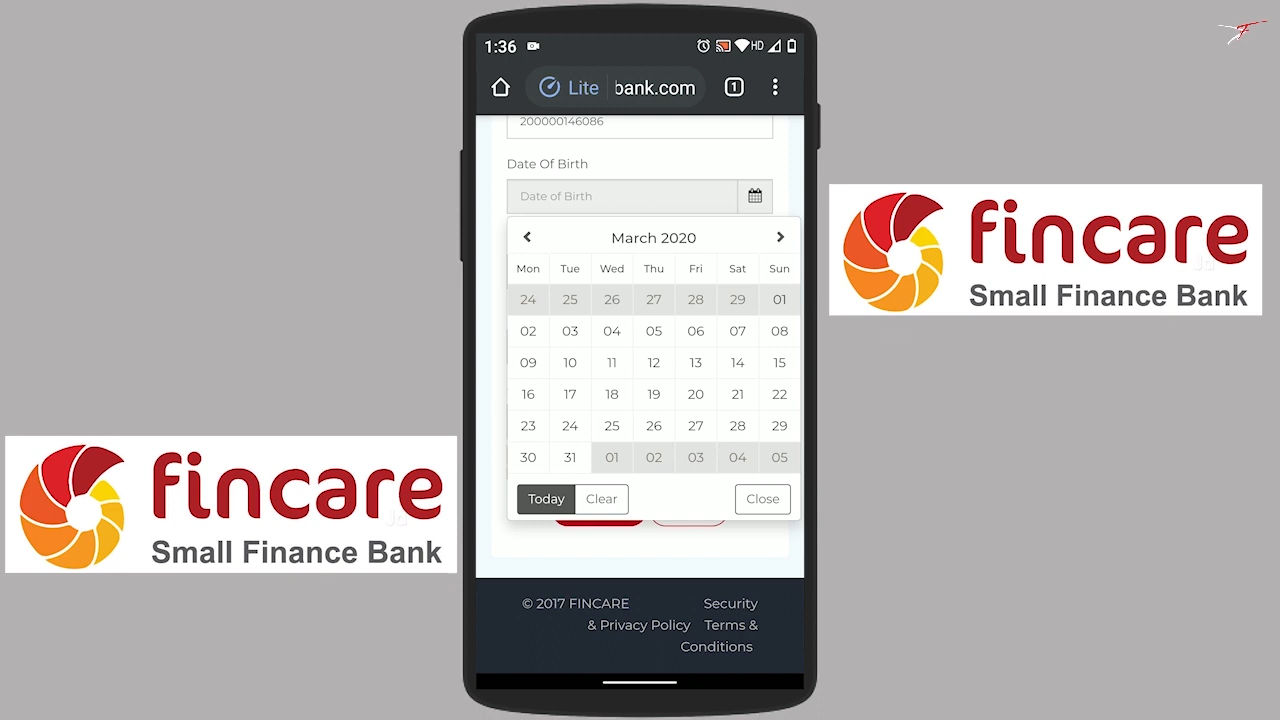 1:36
HD
Lite
bank.com
1
200000146086
Date Of Birth
Date of Birth
March 2020
Mon Tue Wed Thu Fri Sat Sun
24 25 26 27 28 29 01
02 03 04 05 06 07 08
09 10 11 12 13 14 15
16 17 18 19 20 21 22
23 24 25 26 27 28 29
30 31 01 02 03 04 05
Today Clear Close
© 2017 FINCARE Security
& Privacy Policy Terms &
Conditions
fincare
Small Finance Bank
fincare
Small Finance Bank